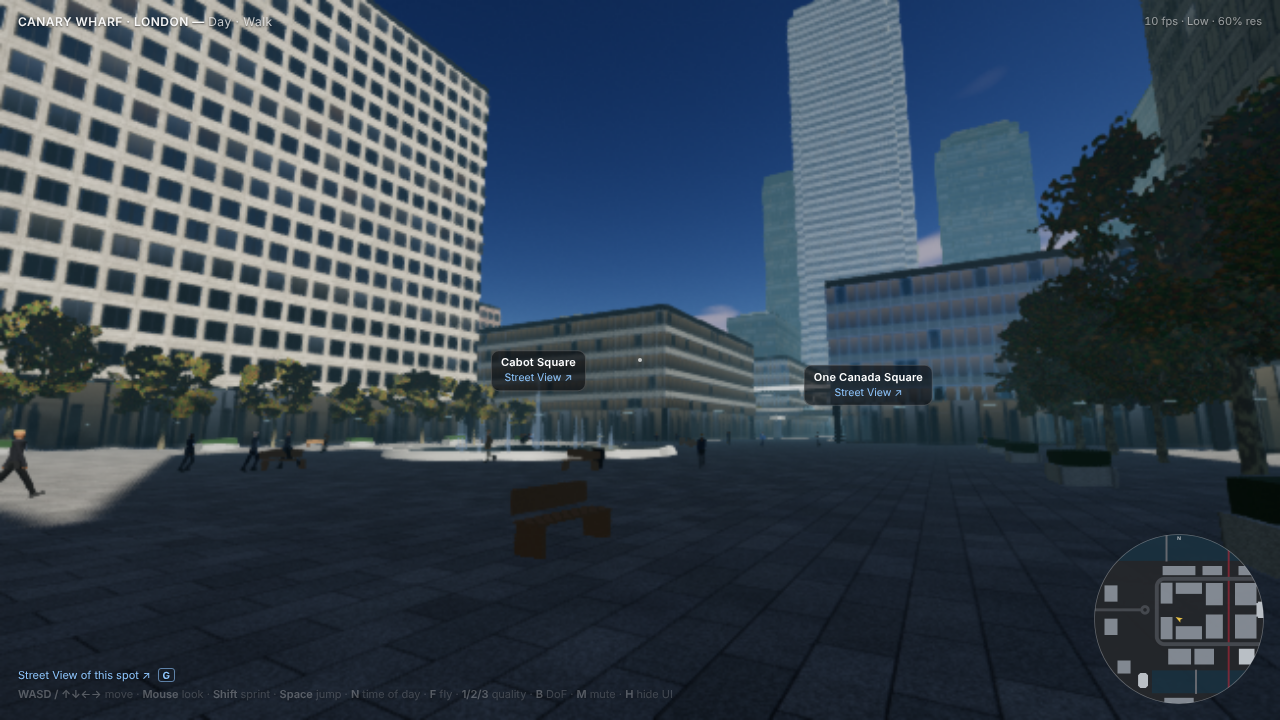 CANARY WHARF · LONDON — Day · Walk
10 fps · Low · 60% res
Cabot Square
Street View ↗
One Canada Square
Street View ↗
N
Street View of this spot ↗ G
WASD / ↑↓←→ move · Mouse look · Shift sprint · Space jump · N time of day · F fly · 1/2/3 quality · B DoF · M mute · H hide UI